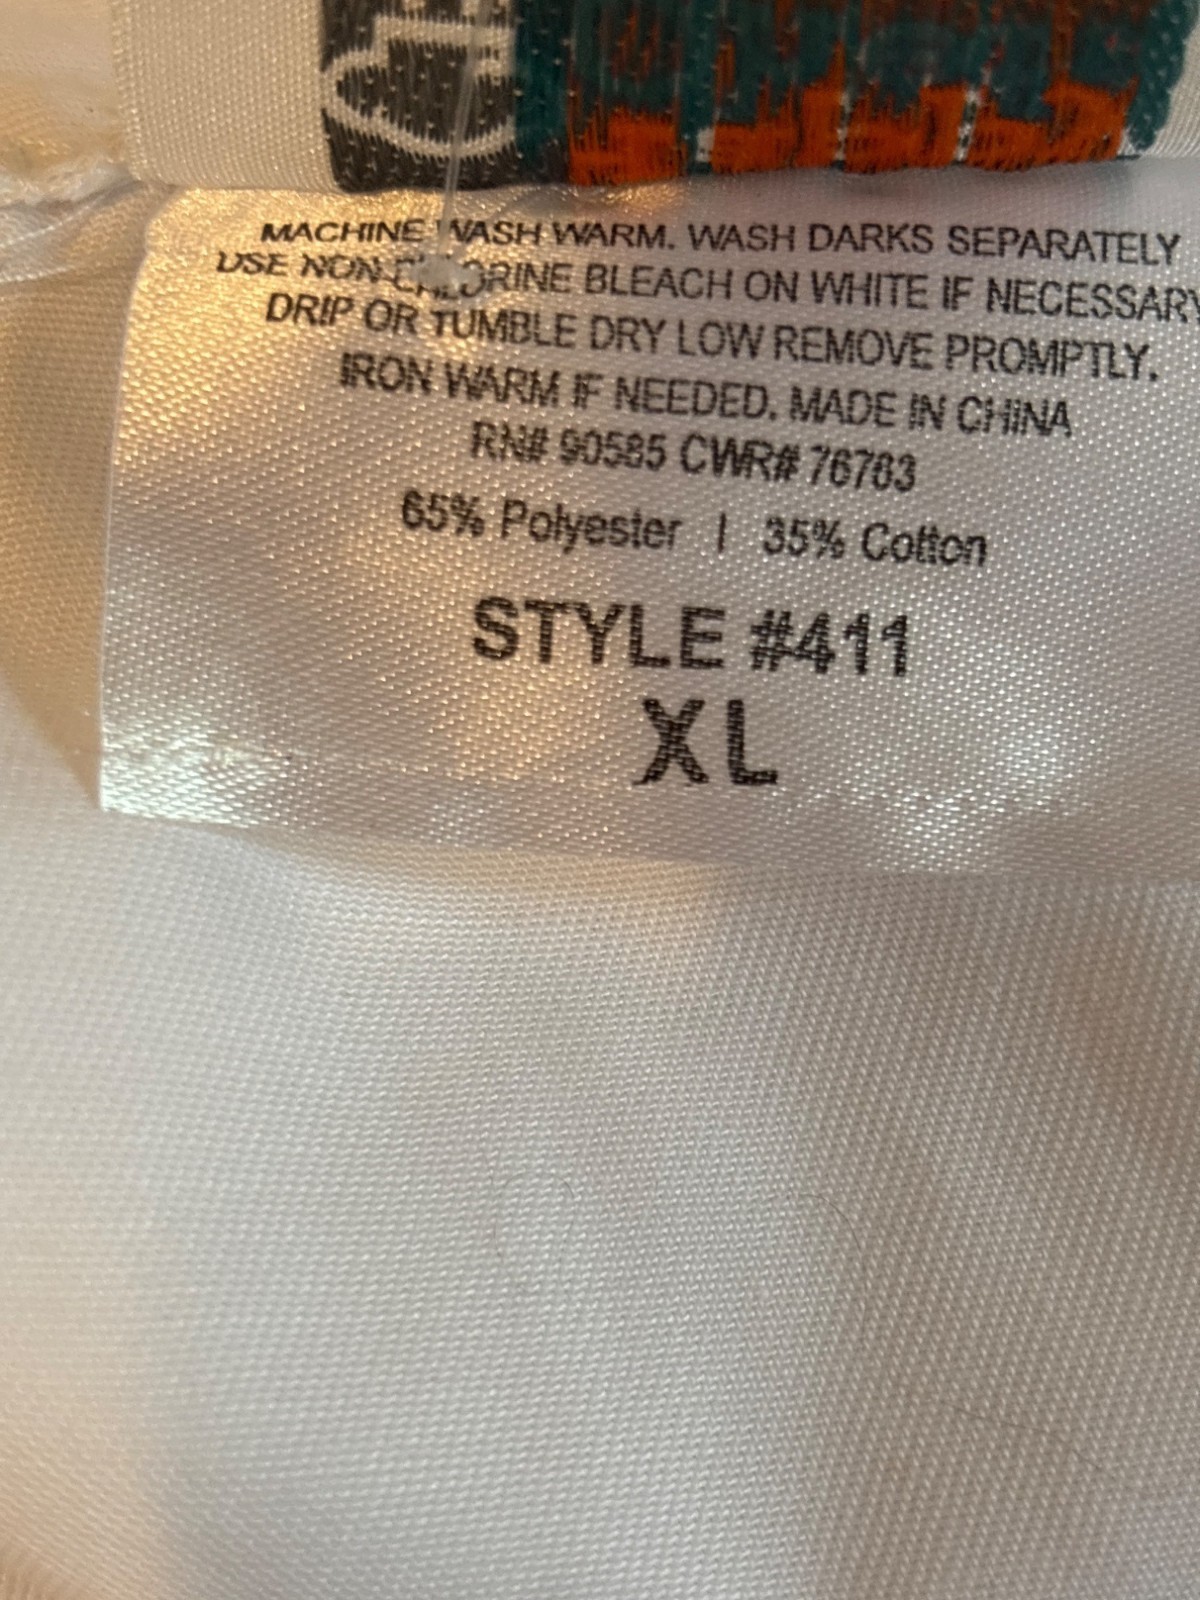 MACHINE WASH WARM. WASH DARKS SEPARATELY
USE NON-CHLORINE BLEACH ON WHITE IF NECESSARY
DRIP OR TUMBLE DRY LOW REMOVE PROMPTLY.
IRON WARM IF NEEDED. MADE IN CHINA
RN# 90585 CWR# 76763
65% Polyester | 35% Cotton
STYLE #411
XL